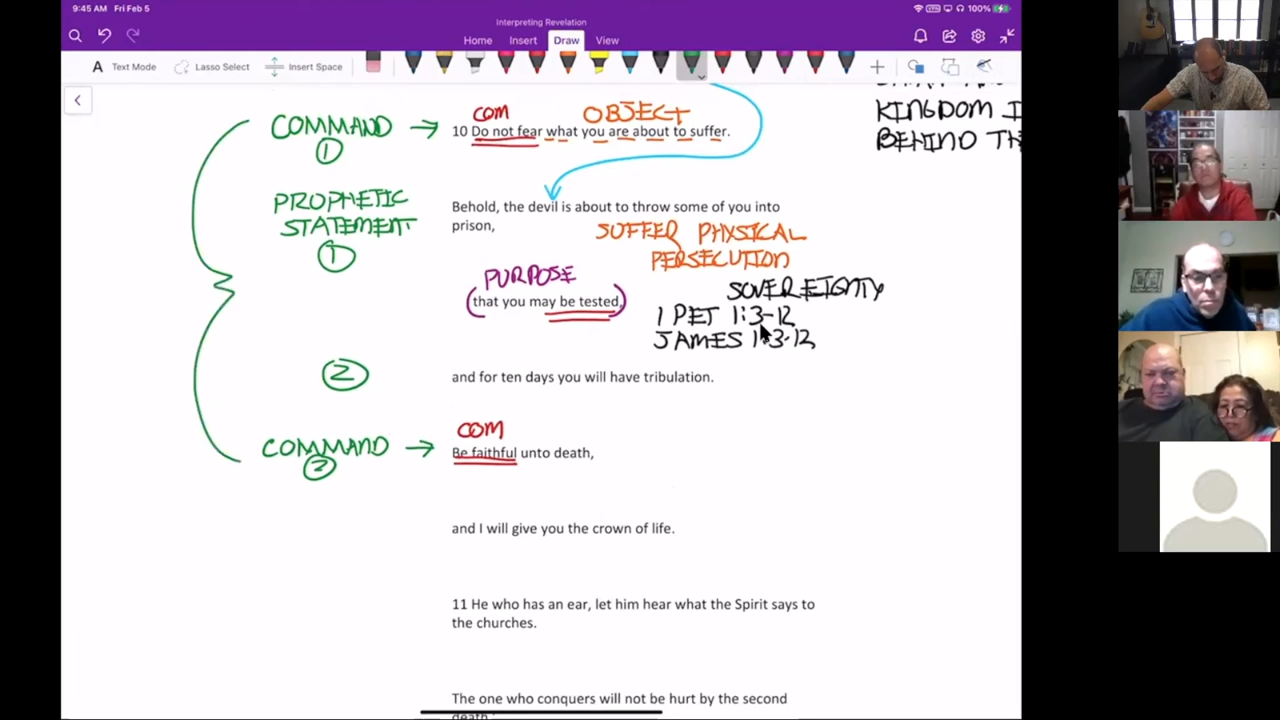 9:45 AM Fri Feb 5
100%
Interpreting Revelation
Home Insert Draw View
A Text Mode Lasso Select Insert Space
KINGDOM I
BEHIND TH
COM OBJECT
COMMAND → 10 Do not fear what you are about to suffer.
1
PROPHETIC
STATEMENT
1
Behold, the devil is about to throw some of you into
prison,
SUFFER PHYSICAL
PERSECUTION
PURPOSE
(that you may be tested,)
SOVEREIGNTY
1 PET 1:3-12
JAMES 1:3-12
2 and for ten days you will have tribulation.
COM
COMMAND → Be faithful unto death,
2
and I will give you the crown of life.
11 He who has an ear, let him hear what the Spirit says to
the churches.
The one who conquers will not be hurt by the second
death.